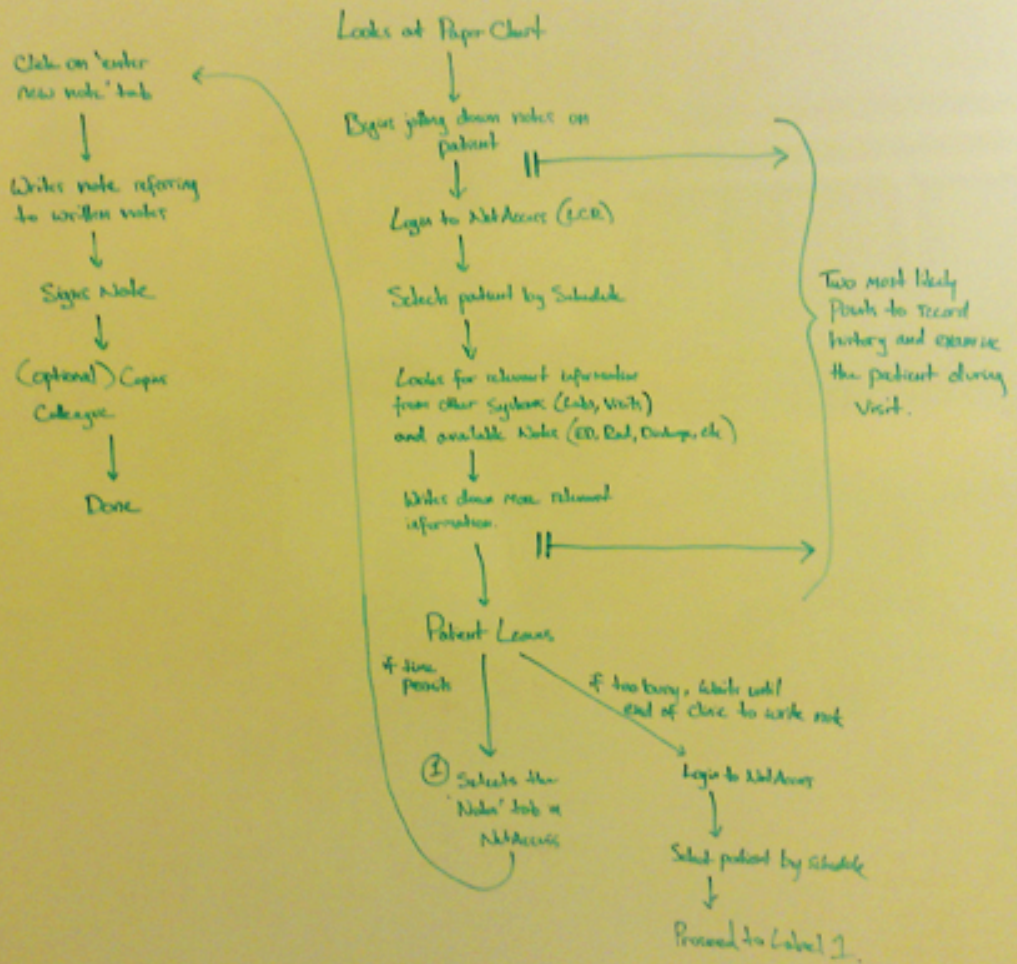 Looks at Paper Chart
Begins jotting down notes on
patient
Login to NetAccess (LCR)
Selects patient by Schedule
Looks for relevant information
from other Systems (Labs, Visits)
and available Notes (ED, Rad, Discharge, etc)
Writes down more relevant
information.
Two most likely
Points to record
history and examine
the patient during
Visit.
Patient Leaves
if time
permits
if too busy, waits until
end of clinic to write note
① Selects the
'Notes' tab in
NetAccess
Login to NetAccess
Select patient by schedule
Proceed to Label 1.
Click on 'enter
new note' tab
Writes note referring
to written notes
Signs Note
(optional) Copies
Colleague
Done